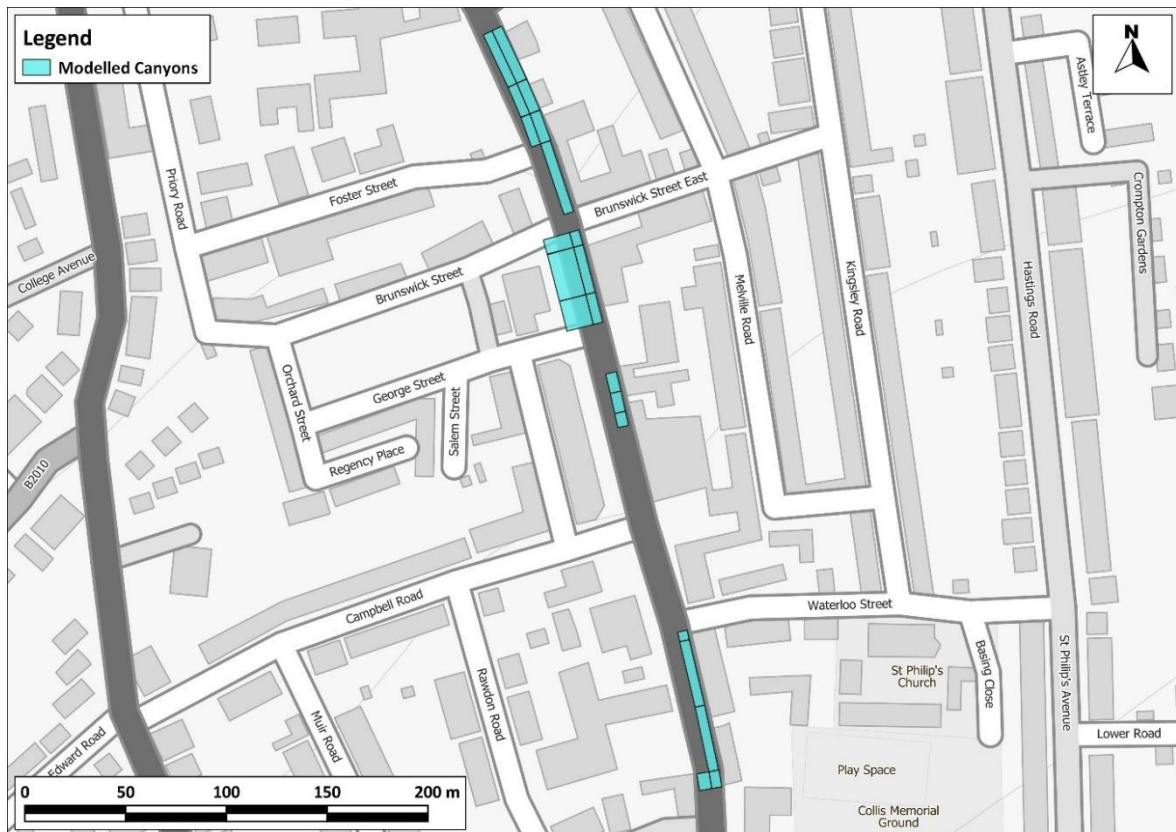 Legend
Modelled Canyons
N
Astley Terrace
Priory Road
Foster Street
Brunswick Street East
Crompton Gardens
College Avenue
Brunswick Street
Melville Road
Kingsley Road
Hastings Road
Orchard Street
George Street
Salem Street
Regency Place
B2010
Campbell Road
Waterloo Street
Rawdon Road
St Philip's
Church
Basing Close
St Philip's Avenue
Muir Road
Edward Road
Lower Road
Play Space
Collis Memorial
Ground
0 50 100 150 200 m